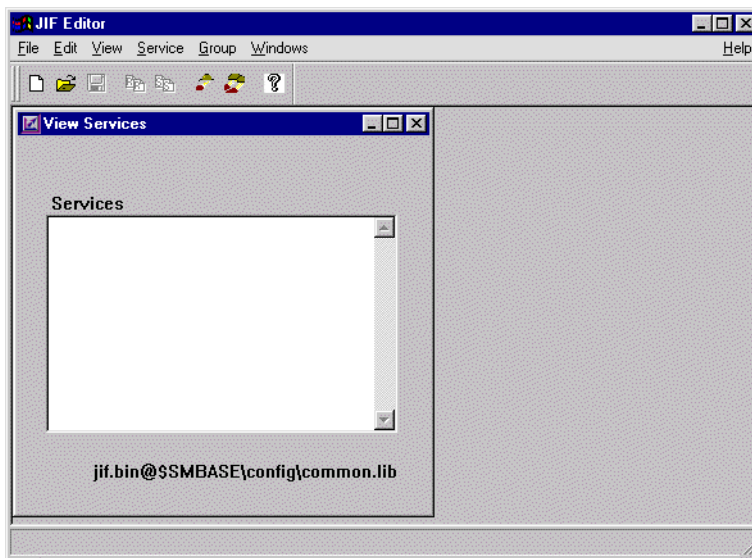 JIF Editor
File Edit View Service Group Windows Help
View Services
Services
jif.bin@$SMBASE\config\common.lib